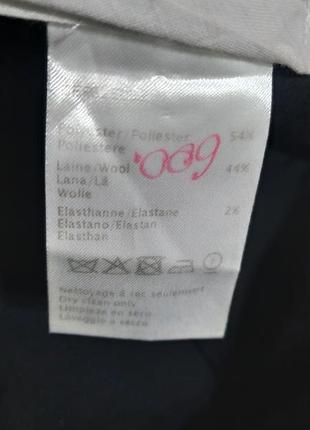 Polyester/Poliester 54%
Poliestere
Laine/Wool 44%
Lana/Lã
Wolle
Elasthanne/Elastane 2%
Elastano/Elastan
Elasthan
Nettoyage à sec seulement
Dry clean only
Limpieza en seco
Lavaggio a secco